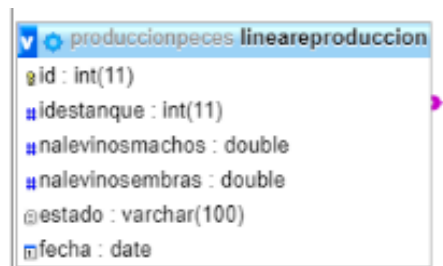 v produccionpeces lineareproduccion
id : int(11)
#idestanque : int(11)
#nalevinosmachos : double
#nalevinosembras : double
estado : varchar(100)
fecha : date